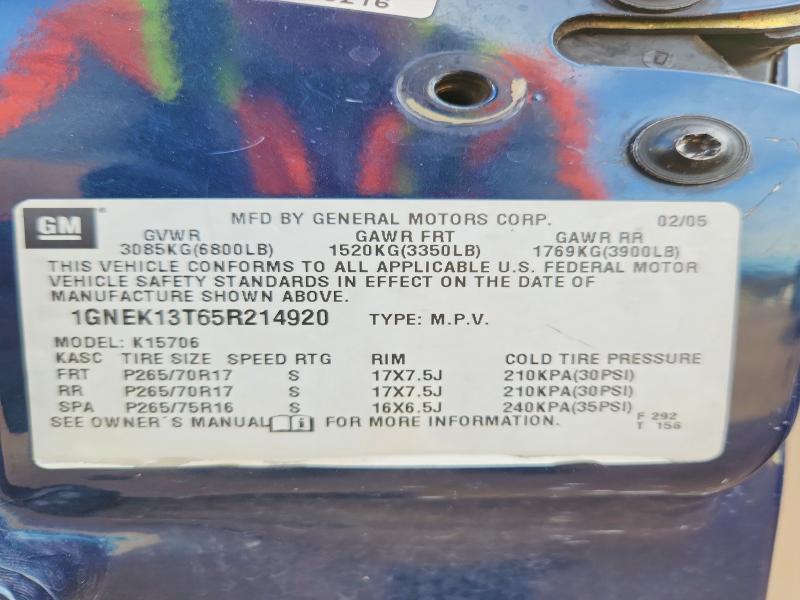 GM MFD BY GENERAL MOTORS CORP. 02/05
GVWR GAWR FRT GAWR RR
3085KG(6800LB) 1520KG(3350LB) 1769KG(3900LB)
THIS VEHICLE CONFORMS TO ALL APPLICABLE U.S. FEDERAL MOTOR
VEHICLE SAFETY STANDARDS IN EFFECT ON THE DATE OF
MANUFACTURE SHOWN ABOVE.
1GNEK13T65R214920 TYPE: M.P.V.
MODEL: K15706
KASC TIRE SIZE SPEED RTG RIM COLD TIRE PRESSURE
FRT P265/70R17 S 17X7.5J 210KPA(30PSI)
RR P265/70R17 S 17X7.5J 210KPA(30PSI)
SPA P265/75R16 S 16X6.5J 240KPA(35PSI)
SEE OWNER'S MANUAL i FOR MORE INFORMATION. F 292
T 156